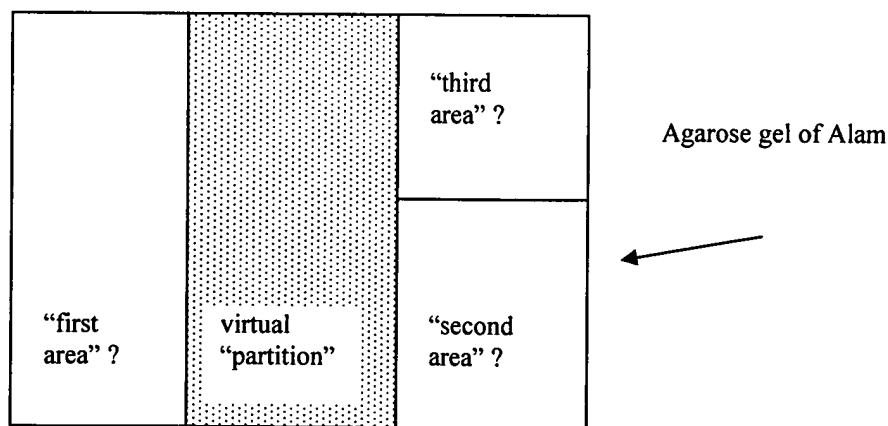 “third
area” ?
Agarose gel of Alam
“first
area” ?
virtual
“partition”
“second
area” ?